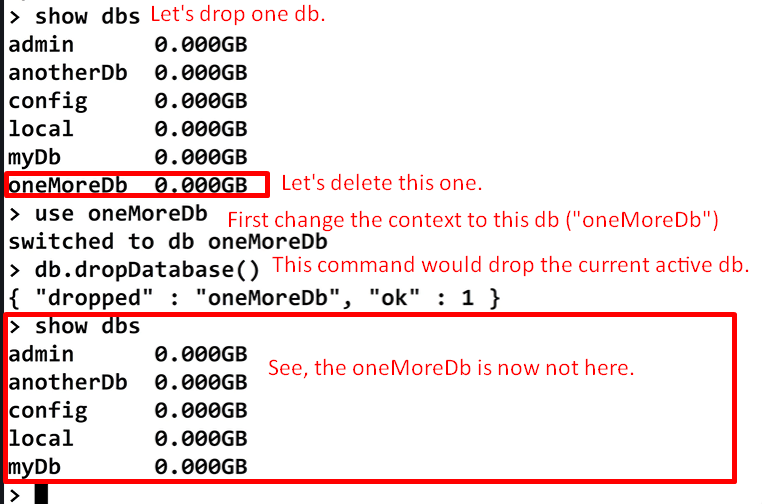 > show dbs Let's drop one db.
admin 0.000GB
anotherDb 0.000GB
config 0.000GB
local 0.000GB
myDb 0.000GB
oneMoreDb 0.000GB Let's delete this one.
> use oneMoreDb First change the context to this db ("oneMoreDb")
switched to db oneMoreDb
> db.dropDatabase() This command would drop the current active db.
{ "dropped" : "oneMoreDb", "ok" : 1 }
> show dbs
admin 0.000GB See, the oneMoreDb is now not here.
anotherDb 0.000GB
config 0.000GB
local 0.000GB
myDb 0.000GB
>